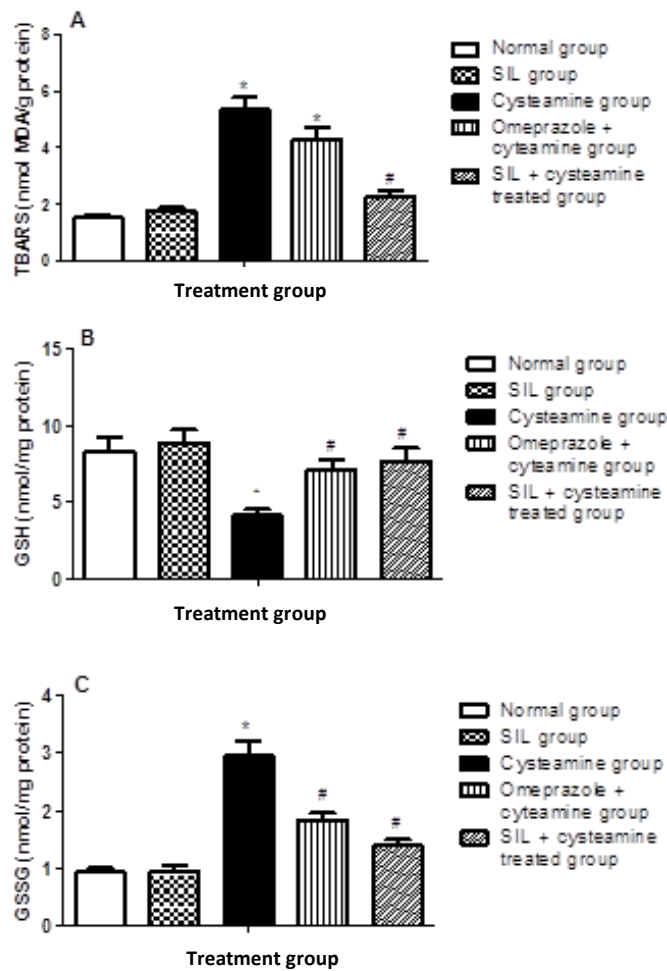 A
TBARS (nmol MDA/g protein)
8
6
4
2
0
*
*
#
Treatment group
Normal group
SIL group
Cysteamine group
Omeprazole +
cyteamine group
SIL + cysteamine
treated group
B
GSH (nmol/mg protein)
15
10
5
0
*
#
#
Treatment group
Normal group
SIL group
Cysteamine group
Omeprazole +
cyteamine group
SIL + cysteamine
treated group
C
GSSG (nmol/mg protein)
4
3
2
1
0
*
#
#
Treatment group
Normal group
SIL group
Cysteamine group
Omeprazole +
cyteamine group
SIL + cysteamine
treated group